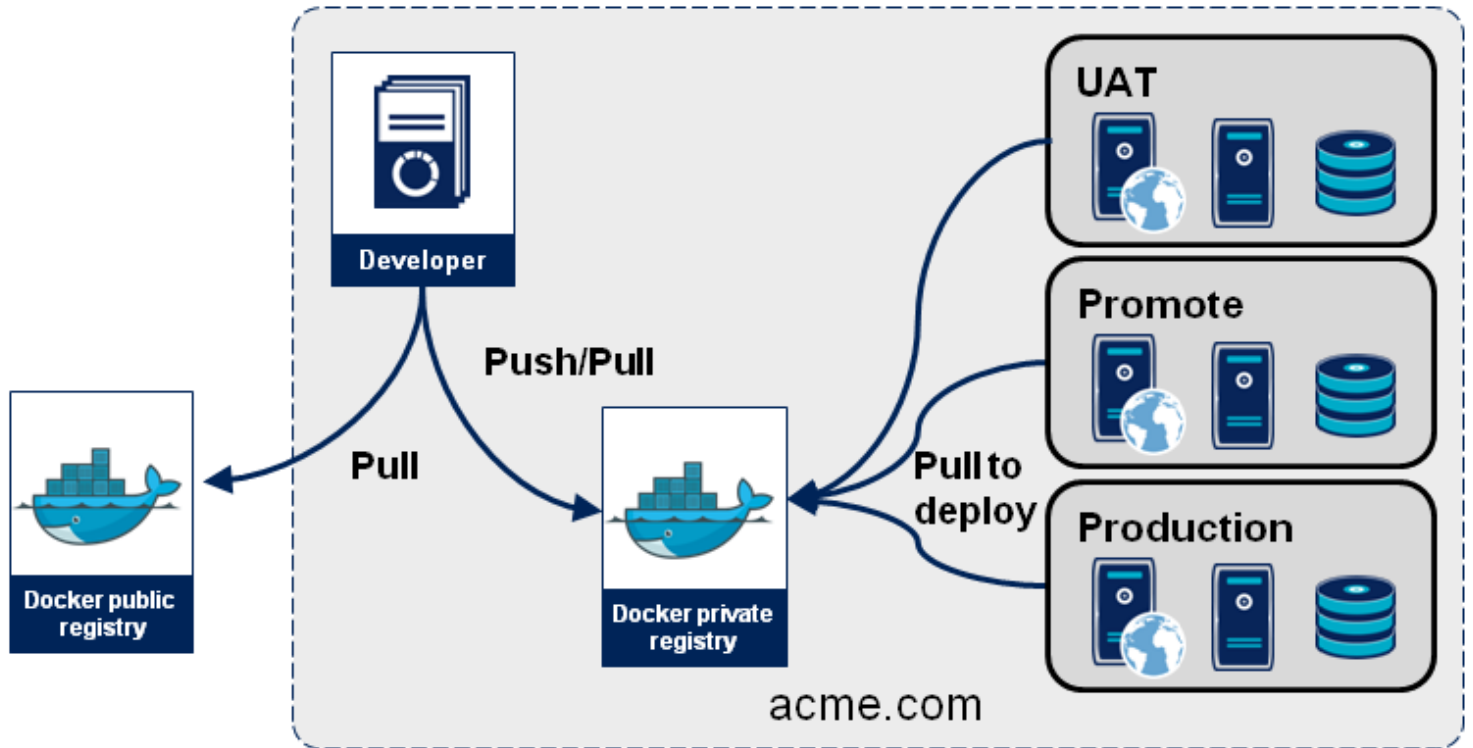 UAT
Developer
Promote
Push/Pull
Pull
Pull to
deploy
Production
Docker public
registry
Docker private
registry
acme.com